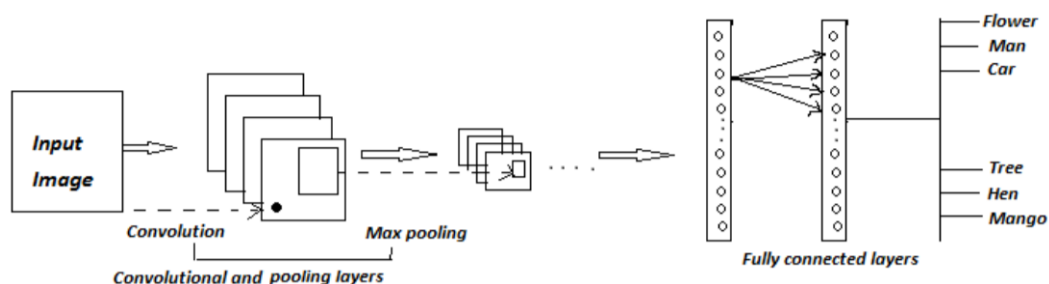 Input
Image
Convolution
Max pooling
Convolutional and pooling layers
Fully connected layers
Flower
Man
Car
Tree
Hen
Mango